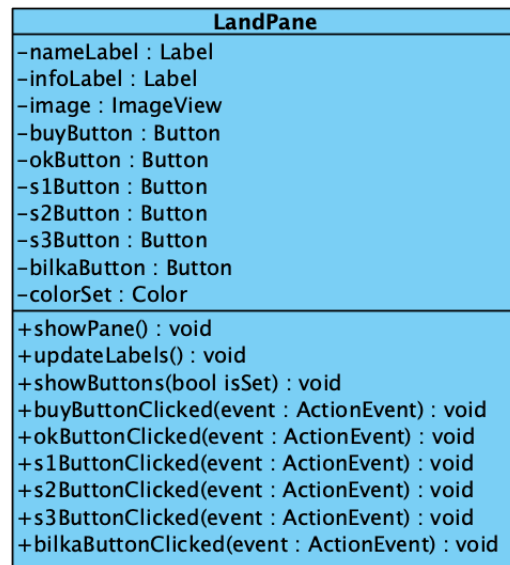 LandPane
-nameLabel : Label
-infoLabel : Label
-image : ImageView
-buyButton : Button
-okButton : Button
-s1Button : Button
-s2Button : Button
-s3Button : Button
-bilkaButton : Button
-colorSet : Color
+showPane() : void
+updateLabels() : void
+showButtons(bool isSet) : void
+buyButtonClicked(event : ActionEvent) : void
+okButtonClicked(event : ActionEvent) : void
+s1ButtonClicked(event : ActionEvent) : void
+s2ButtonClicked(event : ActionEvent) : void
+s3ButtonClicked(event : ActionEvent) : void
+bilkaButtonClicked(event : ActionEvent) : void